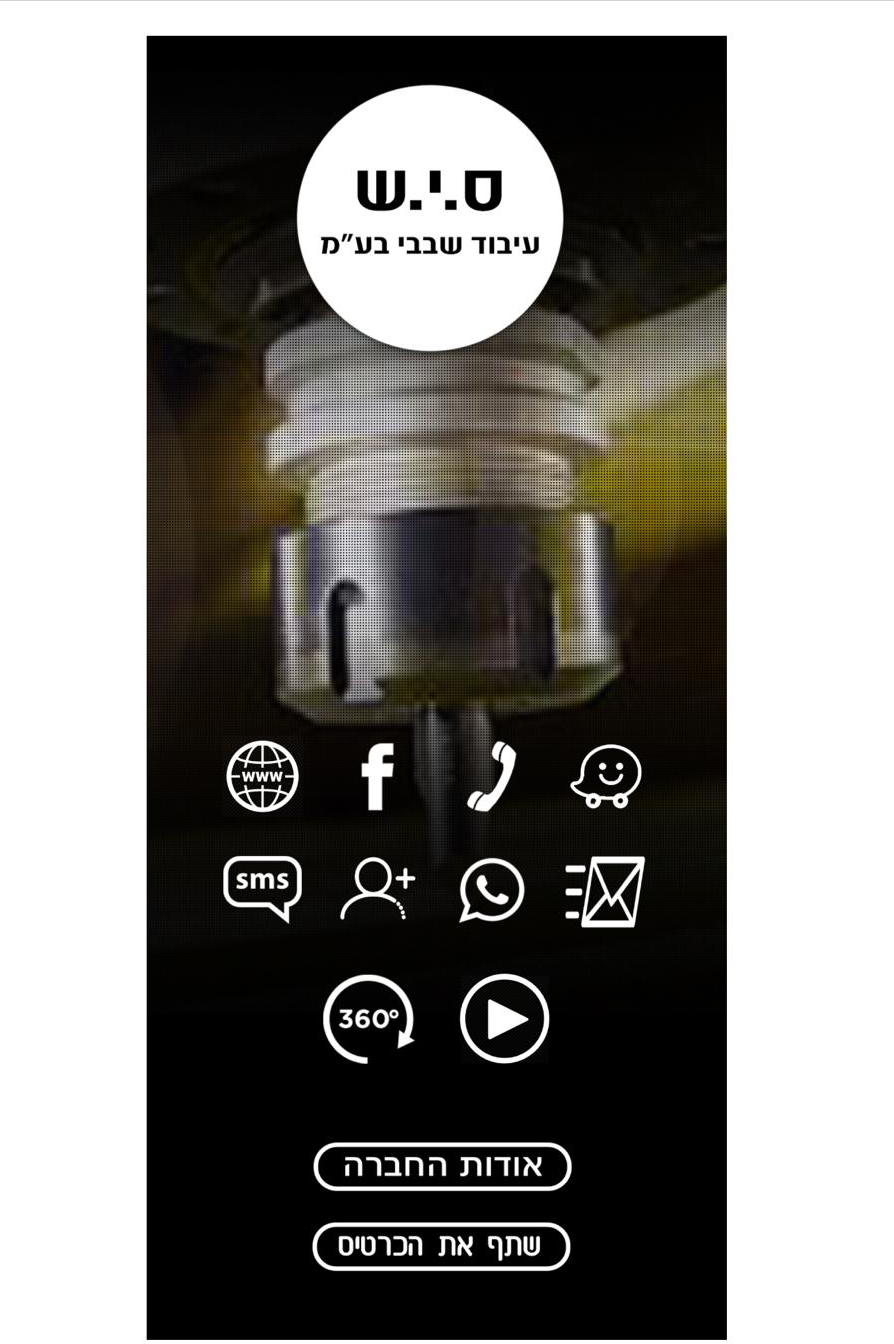 ס.י.ש
עיבוד שבבי בע״מ
www
sms
360°
אודות החברה
שתף את הכרטיס